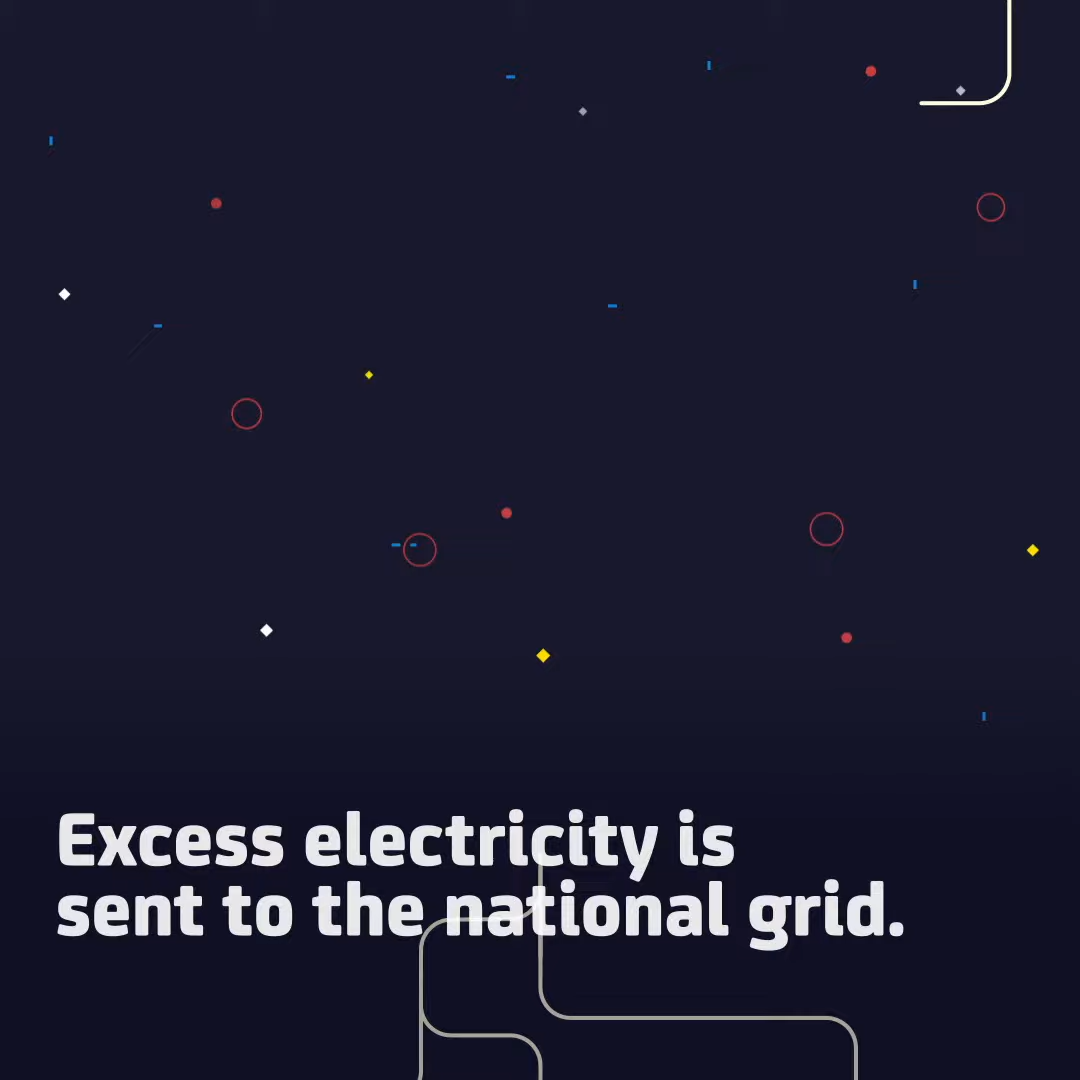 Excess electricity is
sent to the national grid.